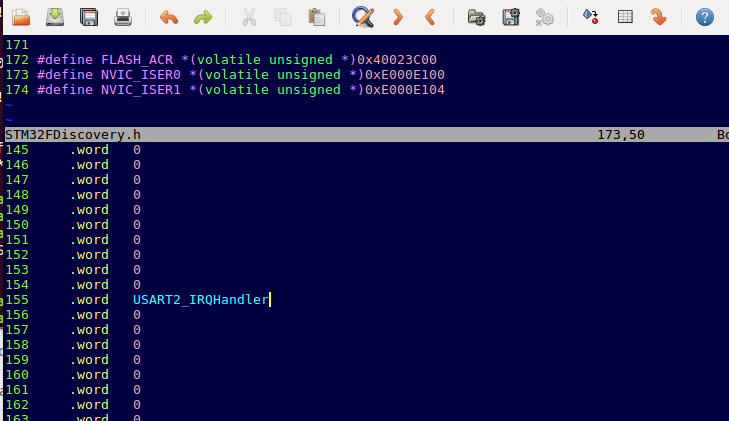 171
172 #define FLASH_ACR *(volatile unsigned *)0x40023C00
173 #define NVIC_ISER0 *(volatile unsigned *)0xE000E100
174 #define NVIC_ISER1 *(volatile unsigned *)0xE000E104
~
~
STM32FDiscovery.h 173,50 Bo
145 .word 0
146 .word 0
147 .word 0
148 .word 0
149 .word 0
150 .word 0
151 .word 0
152 .word 0
153 .word 0
154 .word 0
155 .word USART2_IRQHandler
156 .word 0
157 .word 0
158 .word 0
159 .word 0
160 .word 0
161 .word 0
162 .word 0
163 .word 0